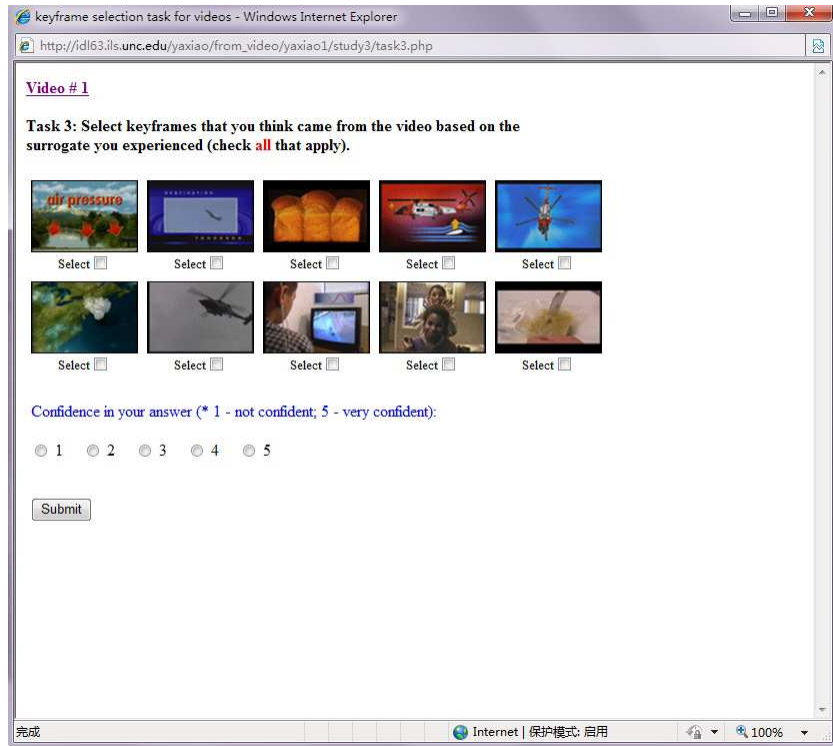 keyframe selection task for videos - Windows Internet Explorer
http://idl63.ils.unc.edu/yaxiao/from_video/yaxiao1/study3/task3.php
Video # 1
Task 3: Select keyframes that you think came from the video based on the
surrogate you experienced (check all that apply).
air pressure
DESTINATION
Select Select Select Select Select
Select Select Select Select Select
Confidence in your answer (* 1 - not confident; 5 - very confident):
1 2 3 4 5
Submit
完成 Internet | 保护模式: 启用 100%